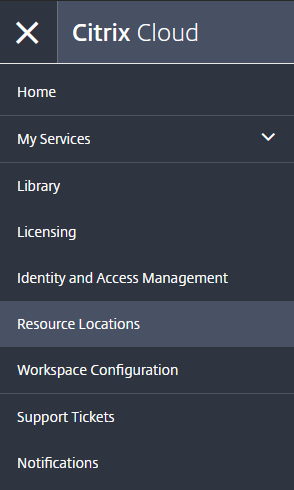 Citrix Cloud
Home
My Services
Library
Licensing
Identity and Access Management
Resource Locations
Workspace Configuration
Support Tickets
Notifications